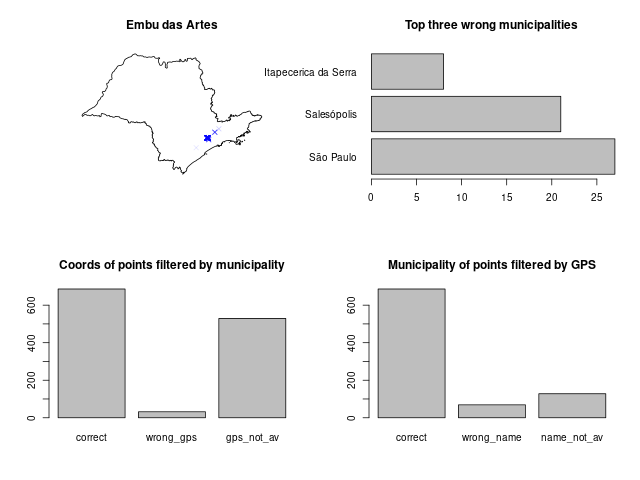 Embu das Artes
Top three wrong municipalities
Itapecerica da Serra
Salesópolis
São Paulo
0 5 10 15 20 25
Coords of points filtered by municipality
0 200 400 600
correct wrong_gps gps_not_av
Municipality of points filtered by GPS
0 200 400 600
correct wrong_name name_not_av